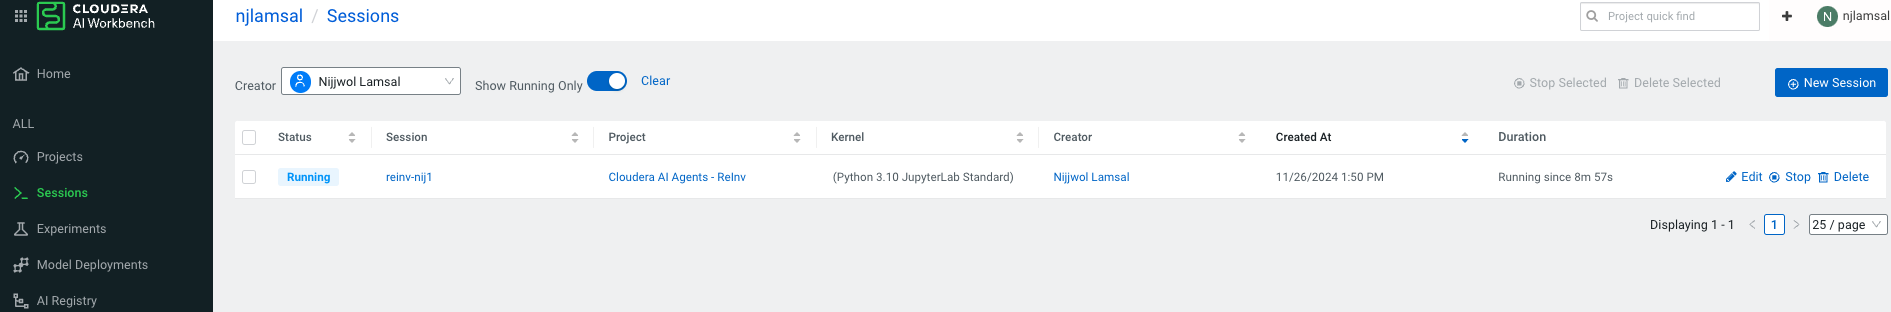 CLOUDERA
AI Workbench
njlamsal / Sessions
Project quick find
N njlamsal
Home
ALL
Projects
Sessions
Experiments
Model Deployments
AI Registry
Creator Nijjwol Lamsal Show Running Only Clear
Stop Selected Delete Selected New Session
Status Session Project Kernel Creator Created At Duration
Running reinv-nij1 Cloudera AI Agents - ReInv (Python 3.10 JupyterLab Standard) Nijjwol Lamsal 11/26/2024 1:50 PM Running since 8m 57s Edit Stop Delete
Displaying 1 - 1 < 1 > 25 / page